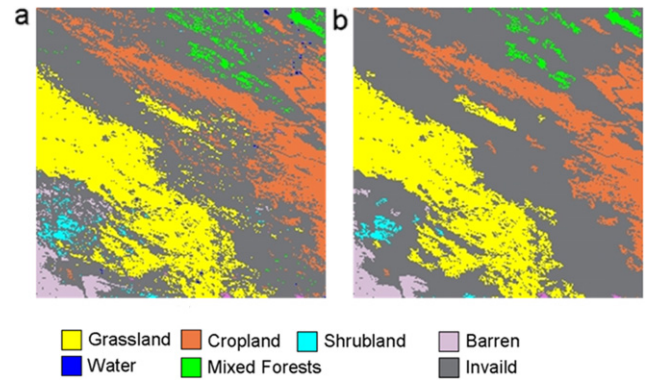 a b
Grassland Cropland Shrubland Barren
Water Mixed Forests Invaild